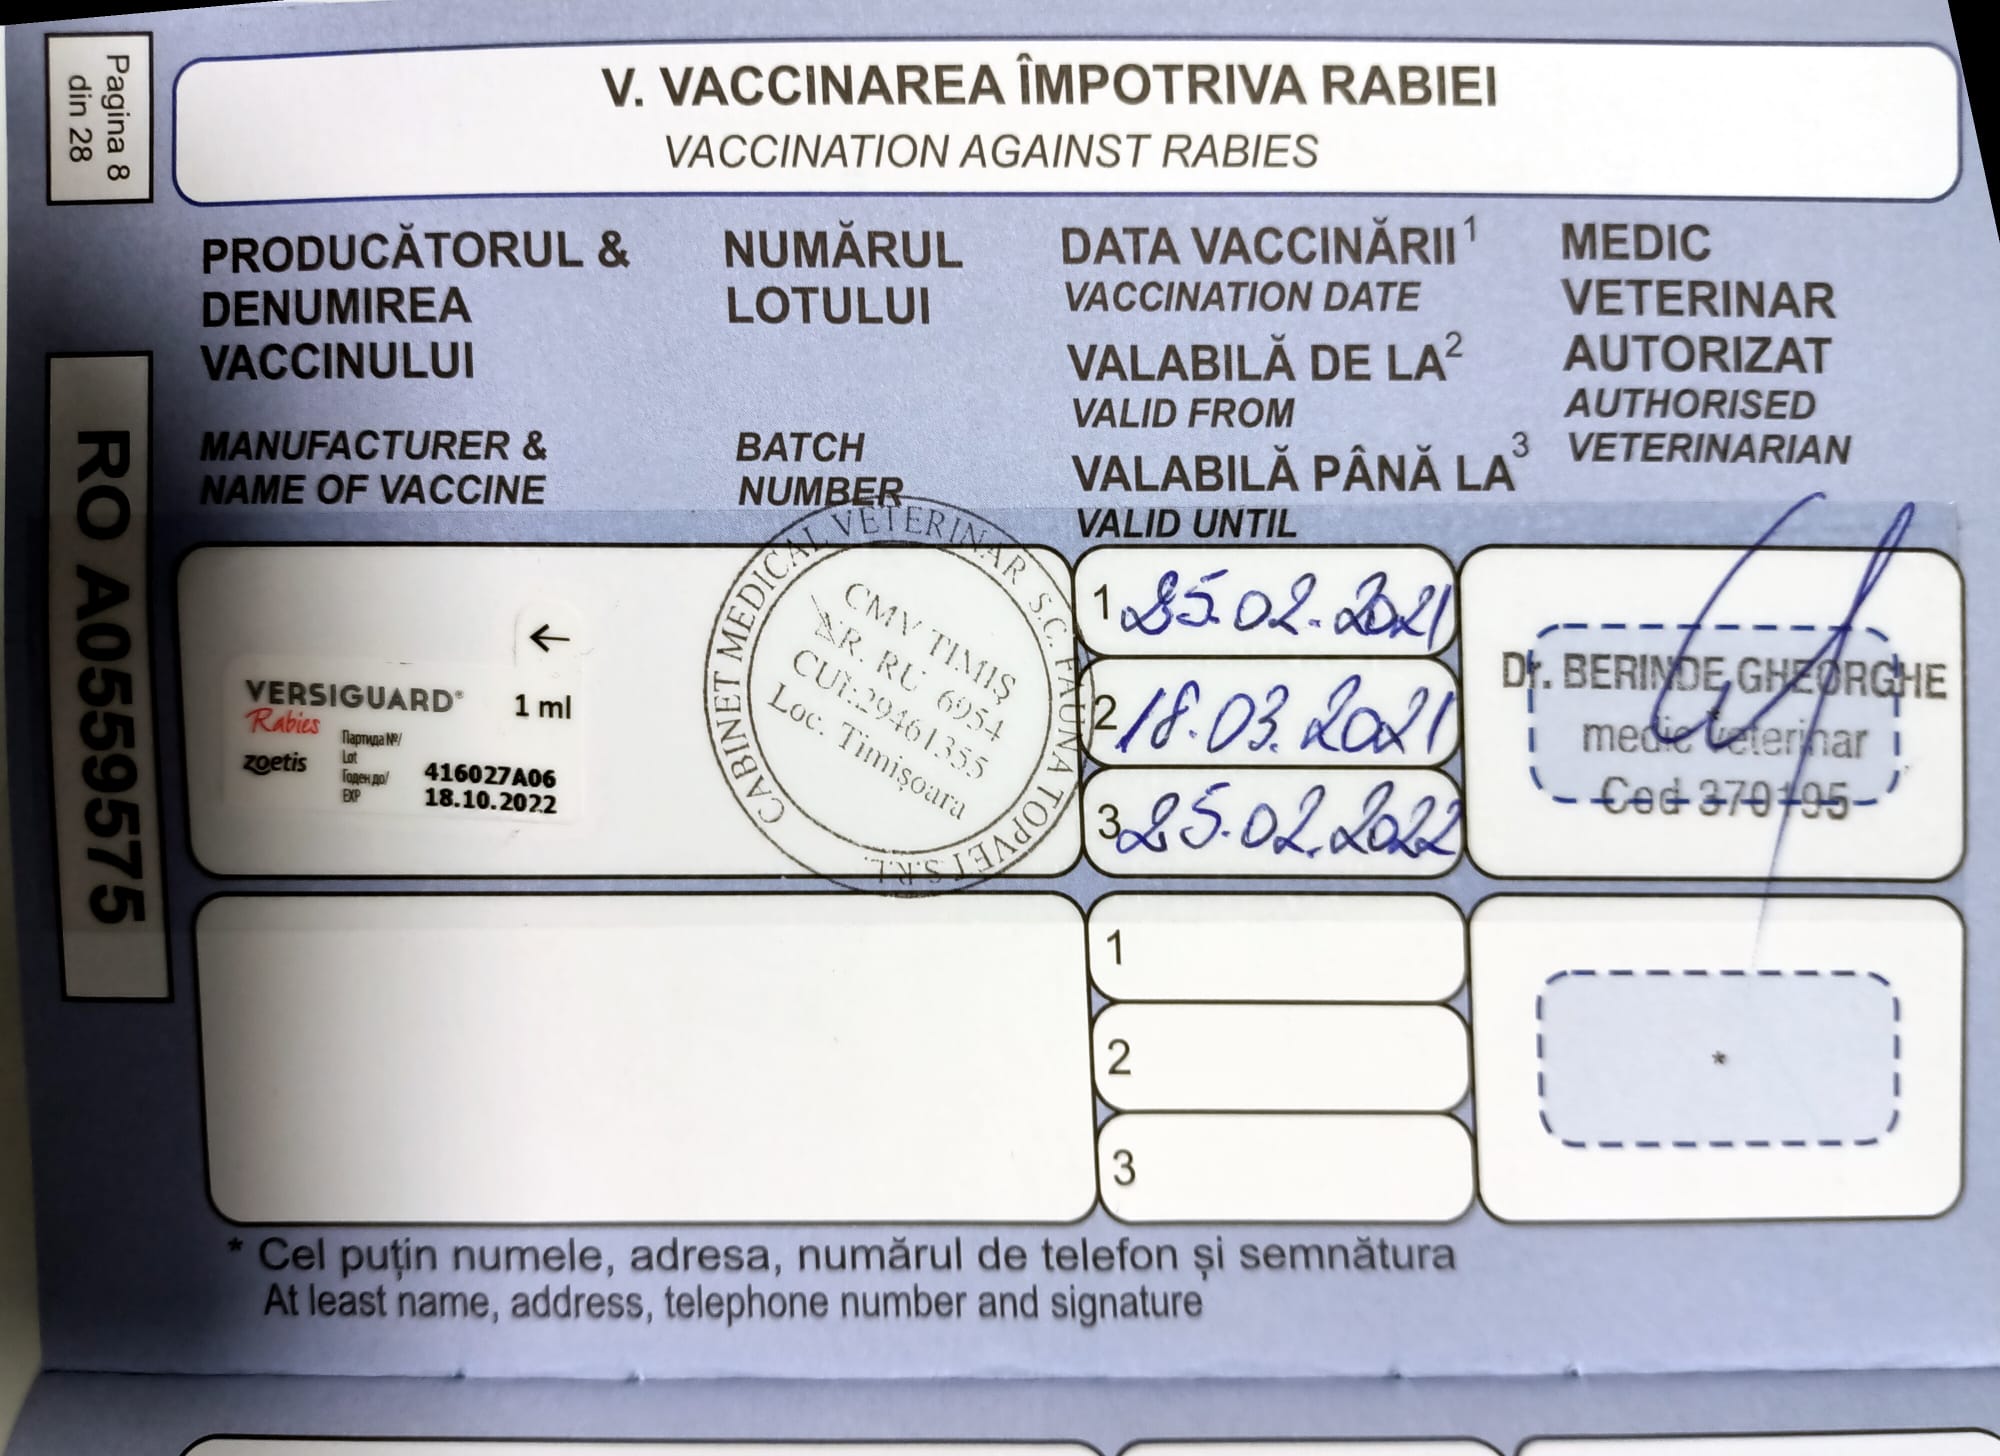 Pagina 8
din 28
RO A0559575
V. VACCINAREA ÎMPOTRIVA RABIEI
VACCINATION AGAINST RABIES
PRODUCĂTORUL &
DENUMIREA
VACCINULUI
MANUFACTURER &
NAME OF VACCINE
NUMĂRUL
LOTULUI
BATCH
NUMBER
DATA VACCINĂRII 1
VACCINATION DATE
VALABILĂ DE LA 2
VALID FROM
VALABILĂ PÂNĂ LA 3
VALID UNTIL
MEDIC
VETERINAR
AUTORIZAT
AUTHORISED
VETERINARIAN
←
VERSIGUARD® 1 ml
Rabies
zoetis
Партида №/
Lot 416027A06
Годен до/
EXP 18.10.2022
CABINET MEDICAL VETERINAR S.C. FAUNA TOPVET S.R.L.
CMV TIMIȘ
NR. RU 6954
CUI:29461355
Loc. Timișoara
1 25.02.2021
2 18.03.2021
3 25.02.2022
Dr. BERINDE GHEORGHE
medic veterinar
Cod 370195
1
2
3
*
* Cel puțin numele, adresa, numărul de telefon și semnătura
At least name, address, telephone number and signature